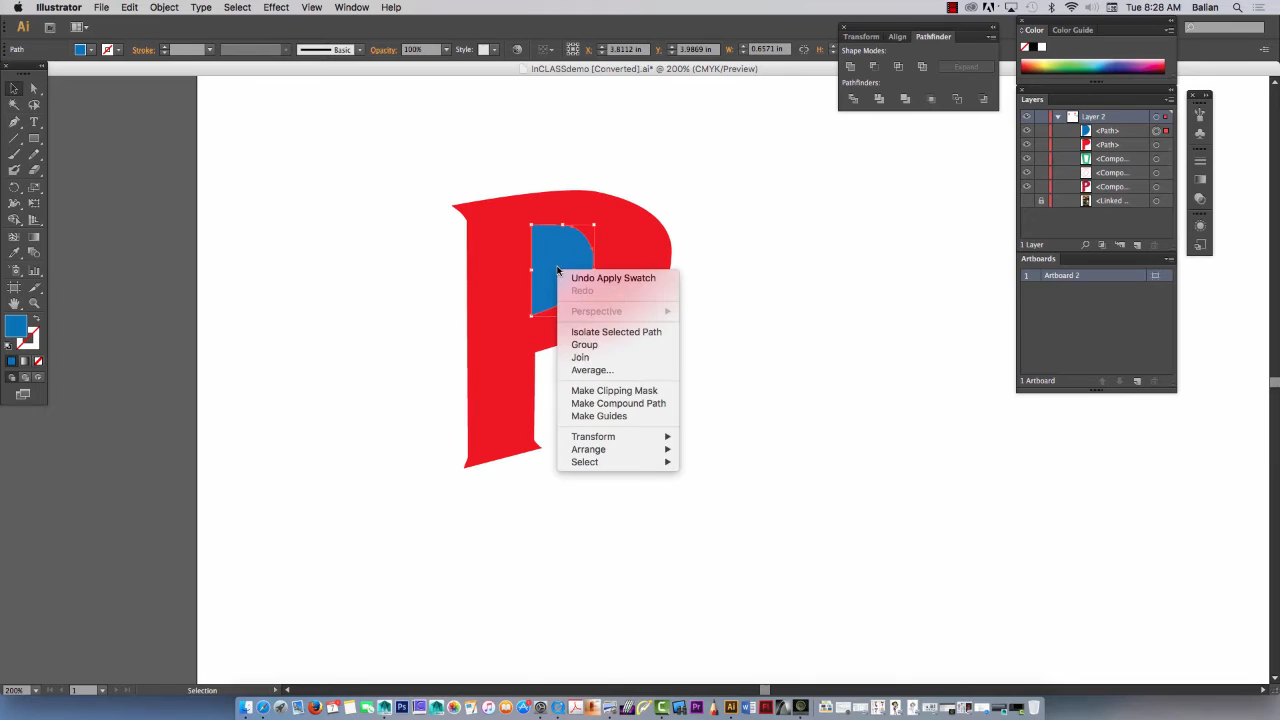 Illustrator File Edit Object Type Select Effect View Window Help Tue 8:28 AM Ballan
Ai
Path Stroke: Basic Opacity: 100% Style: X: 3.8112 in Y: 3.9869 in W: 0.6571 in H:
InCLASSdemo [Converted].ai* @ 200% (CMYK/Preview)
Transform Align Pathfinder
Shape Modes:
Expand
Pathfinders:
Color Color Guide
Layers
Layer 2
<Path>
<Path>
<Compo...
<Compo...
<Compo...
<Linked ...
1 Layer
Artboards
1 Artboard 2
1 Artboard
P
Undo Apply Swatch
Redo
Perspective
Isolate Selected Path
Group
Join
Average...
Make Clipping Mask
Make Compound Path
Make Guides
Transform
Arrange
Select
200% 1 Selection